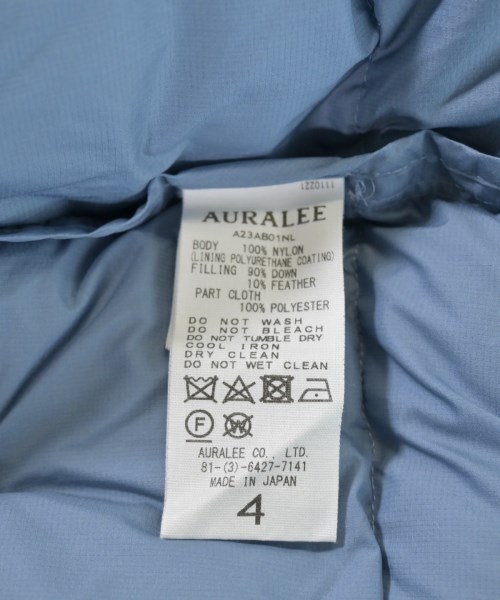 1110221
AURALEE
A23AB01NL
BODY 100% NYLON
(LINING POLYURETHANE COATING)
FILLING 90% DOWN
10% FEATHER
PART CLOTH
100% POLYESTER
DO NOT WASH
DO NOT BLEACH
DO NOT TUMBLE DRY
COOL IRON
DRY CLEAN
DO NOT WET CLEAN
F W
AURALEE CO., LTD.
81-(3)-6427-7141
MADE IN JAPAN
4